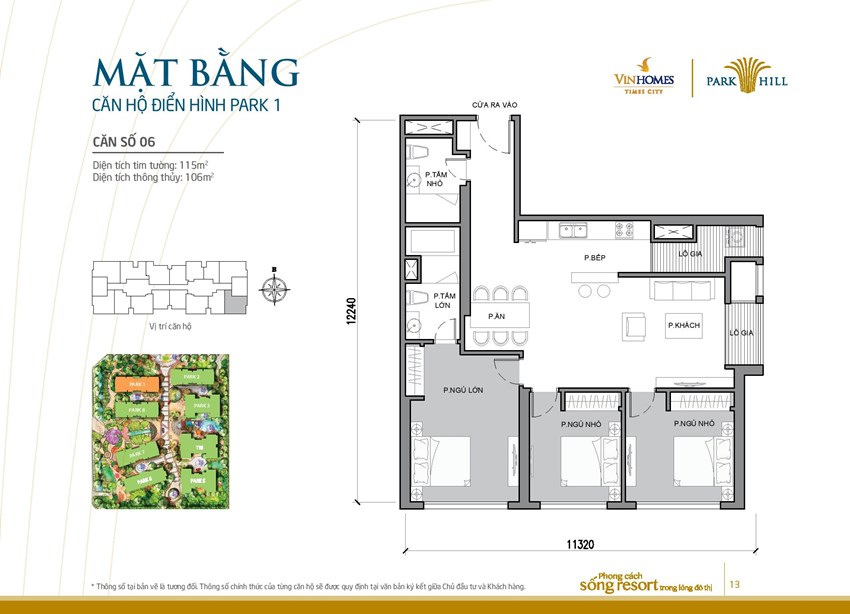 MẶT BẰNG
CĂN HỘ ĐIỂN HÌNH PARK 1
VINHOMES
TIMES CITY
PARK HILL
CĂN SỐ 06
Diện tích tim tường: 115m²
Diện tích thông thủy: 106m²
CỬA RA VÀO
P.TẮM
NHỎ
P.BẾP
LÔ GIA
B
P.TẮM
LỚN
P.ĂN
P.KHÁCH
LÔ GIA
12240
Vị trí căn hộ
P.NGỦ LỚN
P.NGỦ NHỎ
P.NGỦ NHỎ
PARK 1
PARK 2
PARK 3
PARK 7
PARK 6
PARK 5
11320
* Thông số tại bản vẽ là tương đối. Thông số chính thức của từng căn hộ sẽ được quy định tại văn bản ký kết giữa Chủ đầu tư và Khách hàng.
Phong cách
sống resort trong lòng đô thị
13